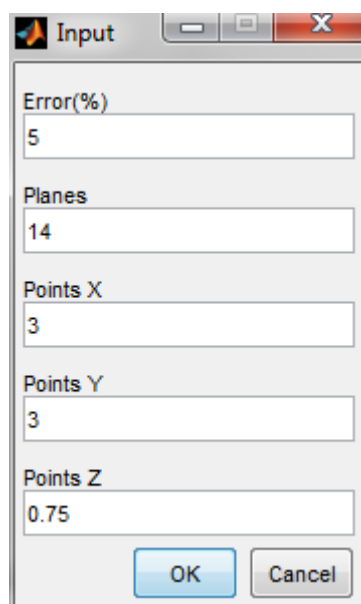 Input
Error(%)
5
Planes
14
Points X
3
Points Y
3
Points Z
0.75
OK Cancel